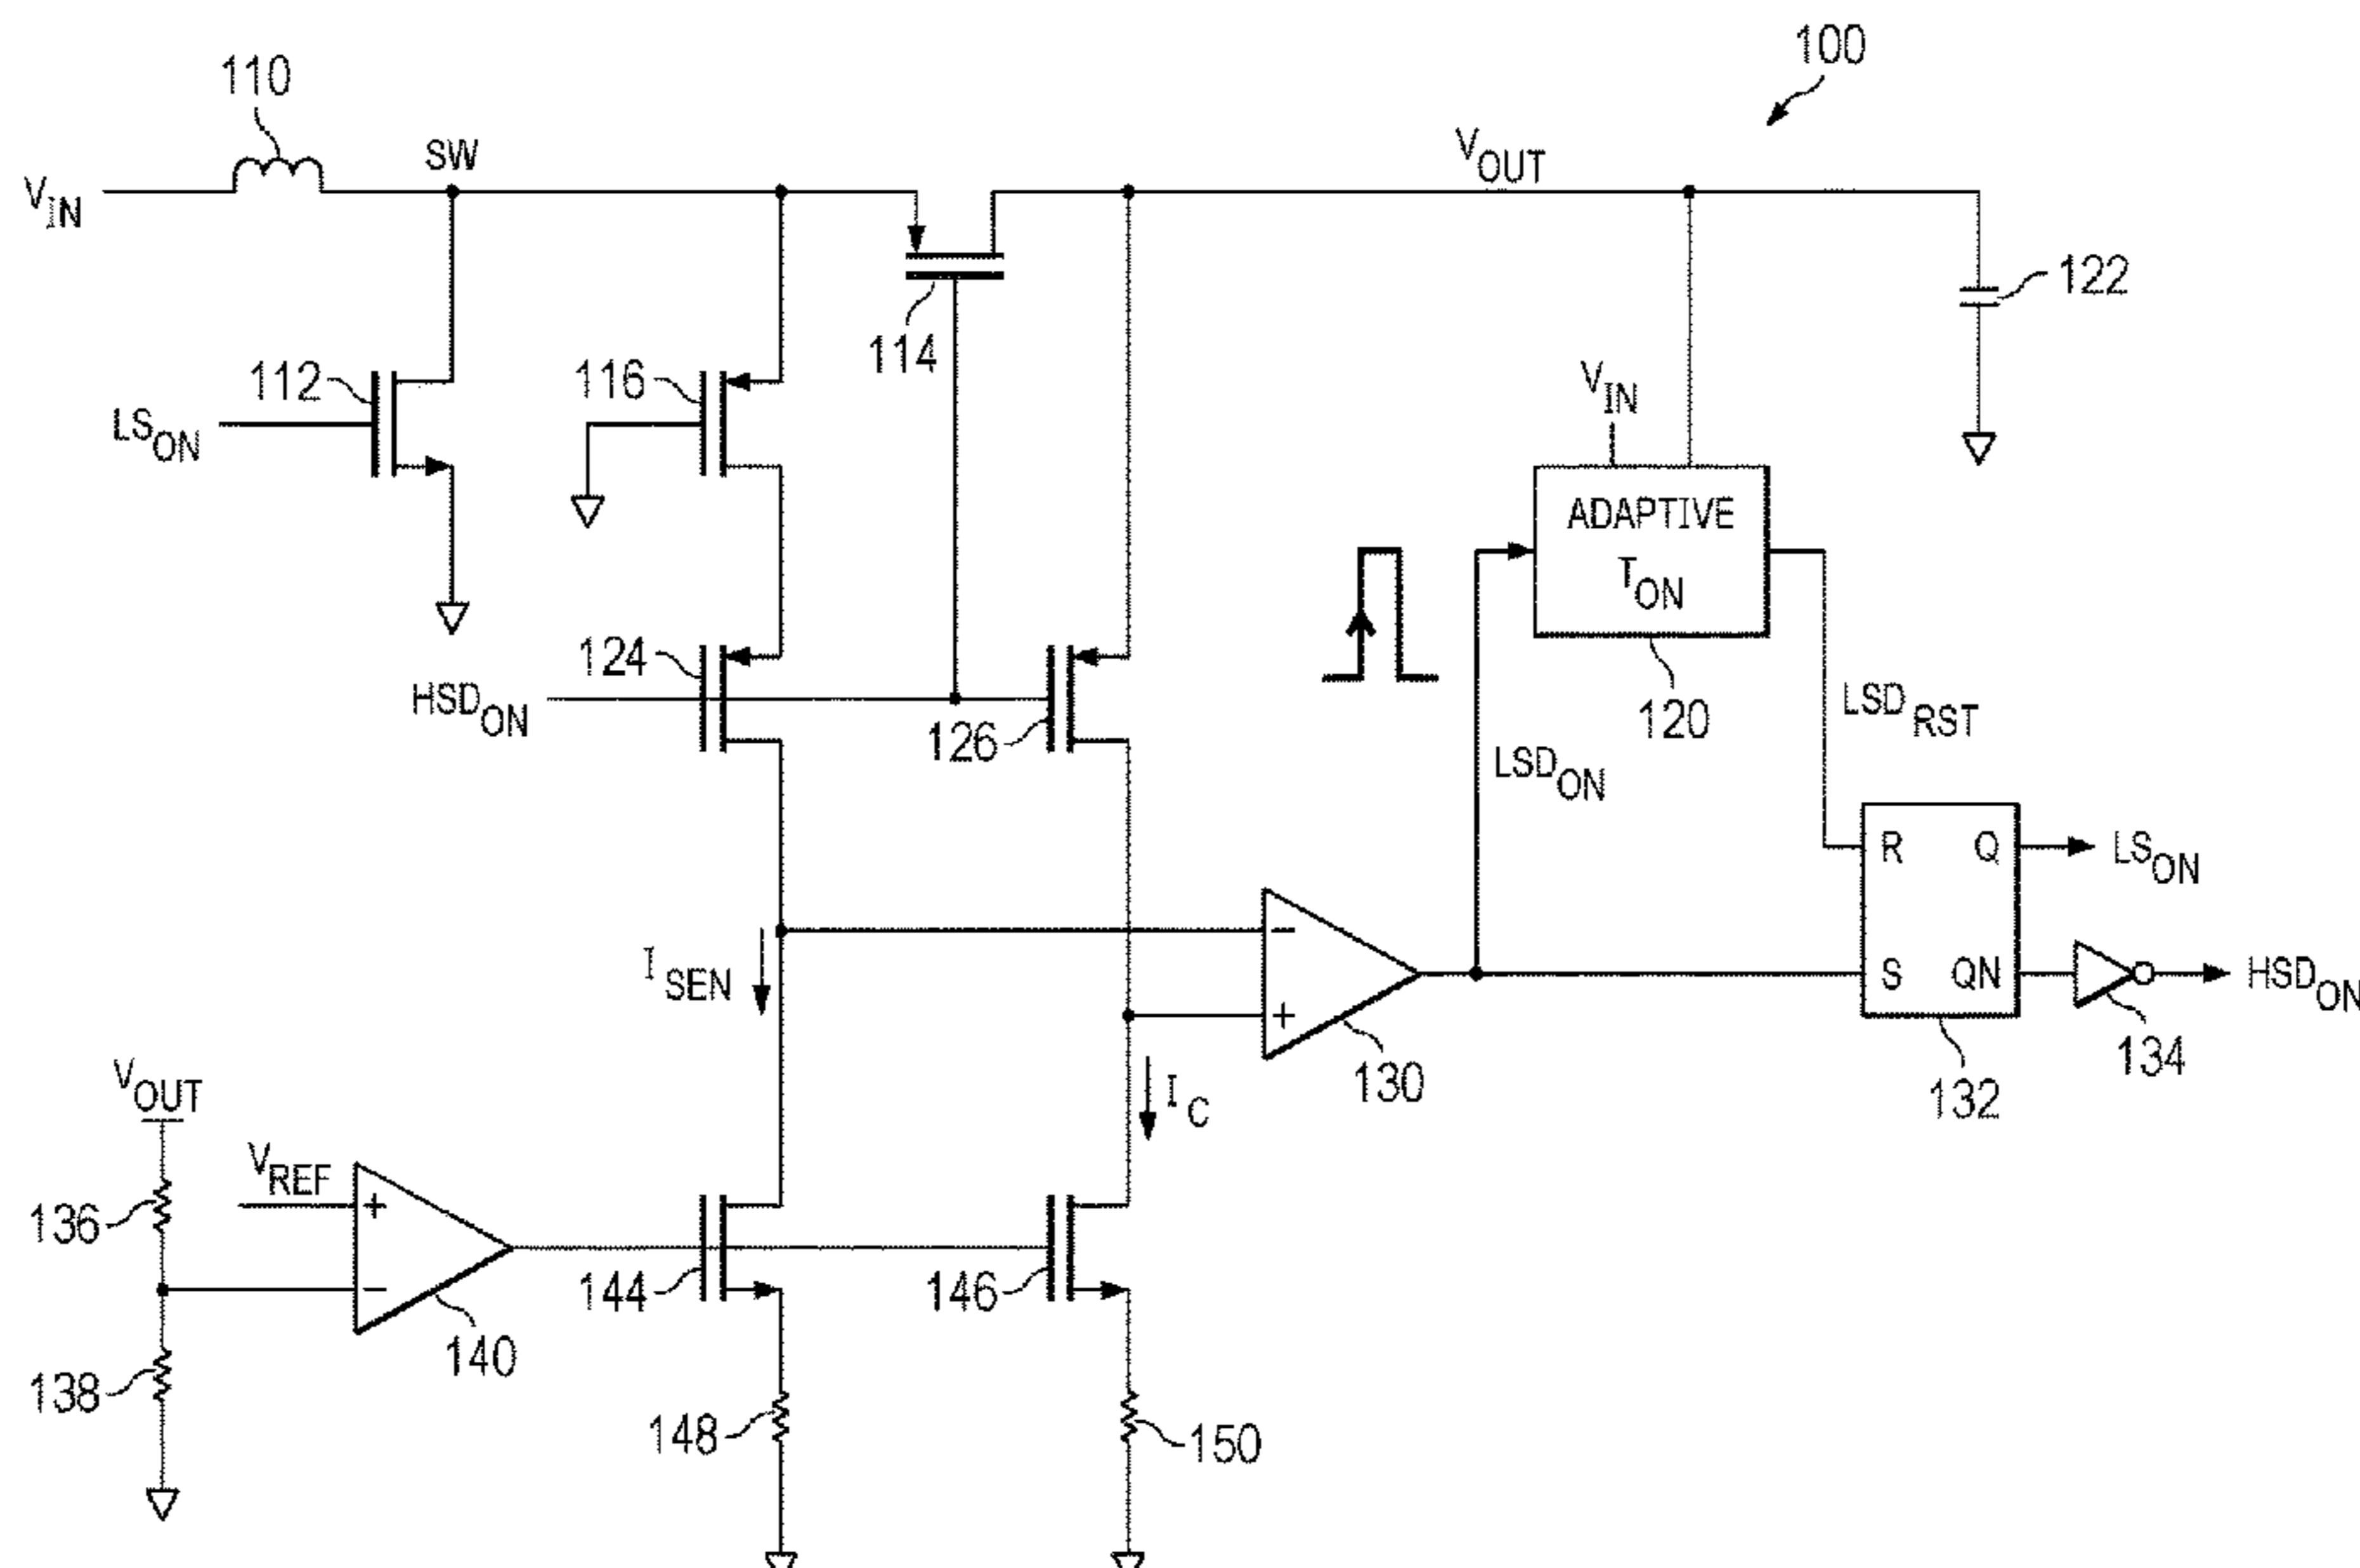 100
110
SW
VOUT
VIN
122
114
112
116
VIN
LSON
ADAPTIVE
TON
124
HSDON
126
120
LSDRST
LSDON
R Q
LSON
ISEN
S QN
HSDON
134
130
132
IC
VOUT
VREF
+
-
+
-
136
144
146
140
138
148
150